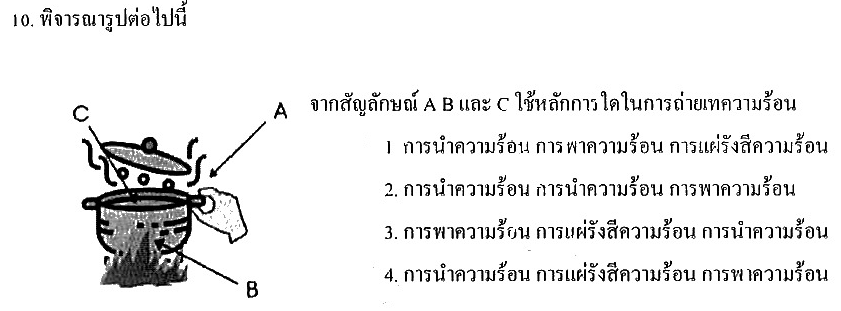 10. พิจารณารูปต่อไปนี้
C
A
จากสัญลักษณ์ A B และ C ใช้หลักการใดในการถ่ายเทความร้อน
1 การนำความร้อน การพาความร้อน การแผ่รังสีความร้อน
2. การนำความร้อน การนำความร้อน การพาความร้อน
3. การพาความร้อน การแผ่รังสีความร้อน การนำความร้อน
4. การนำความร้อน การแผ่รังสีความร้อน การพาความร้อน
B